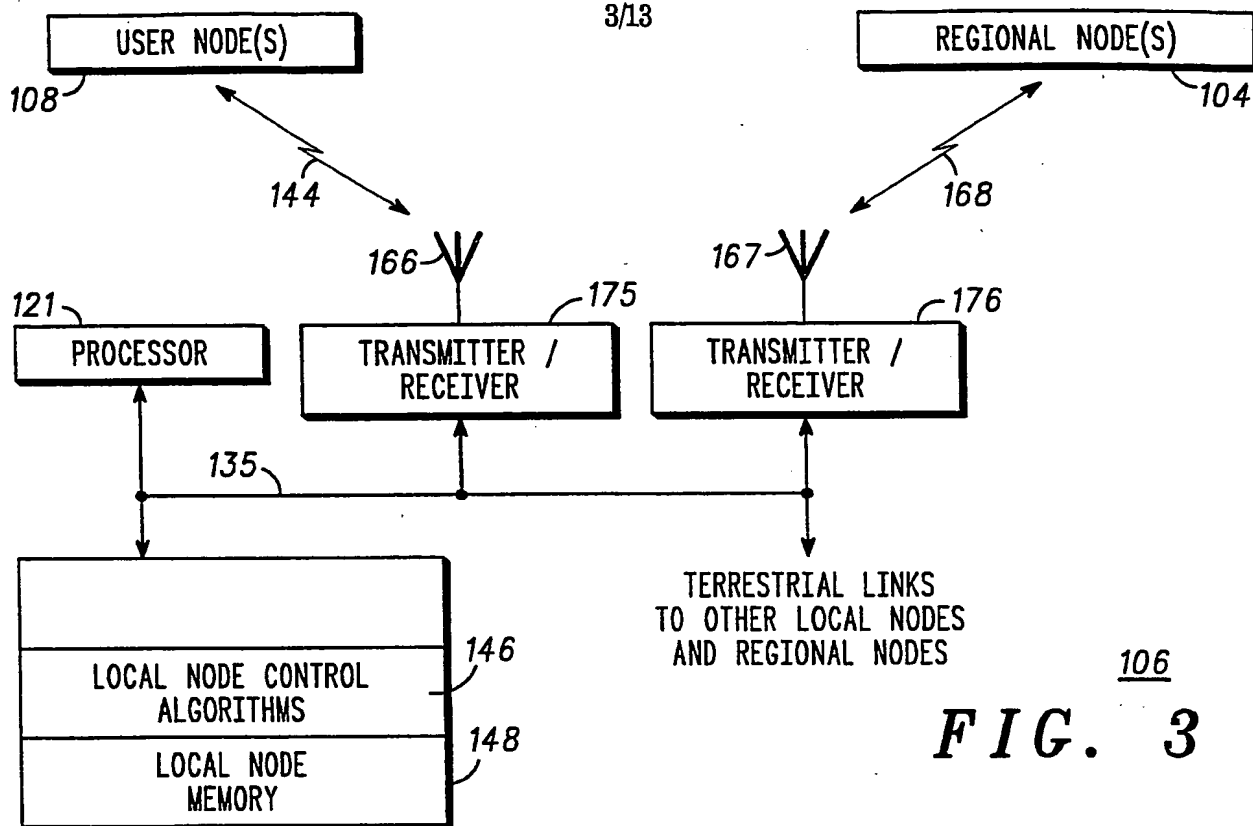 3/13
USER NODE(S)
REGIONAL NODE(S)
108
104
144
168
166
167
121
175
176
PROCESSOR
TRANSMITTER /
RECEIVER
TRANSMITTER /
RECEIVER
135
TERRESTRIAL LINKS
TO OTHER LOCAL NODES
AND REGIONAL NODES
LOCAL NODE CONTROL
ALGORITHMS
146
LOCAL NODE
MEMORY
148
106
FIG. 3